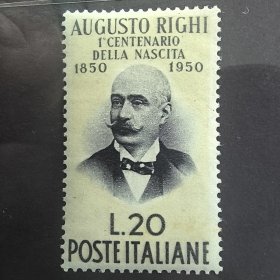 AUGUSTO RIGHI
1° CENTENARIO
DELLA NASCITA
1850 1950
L.20
POSTE ITALIANE